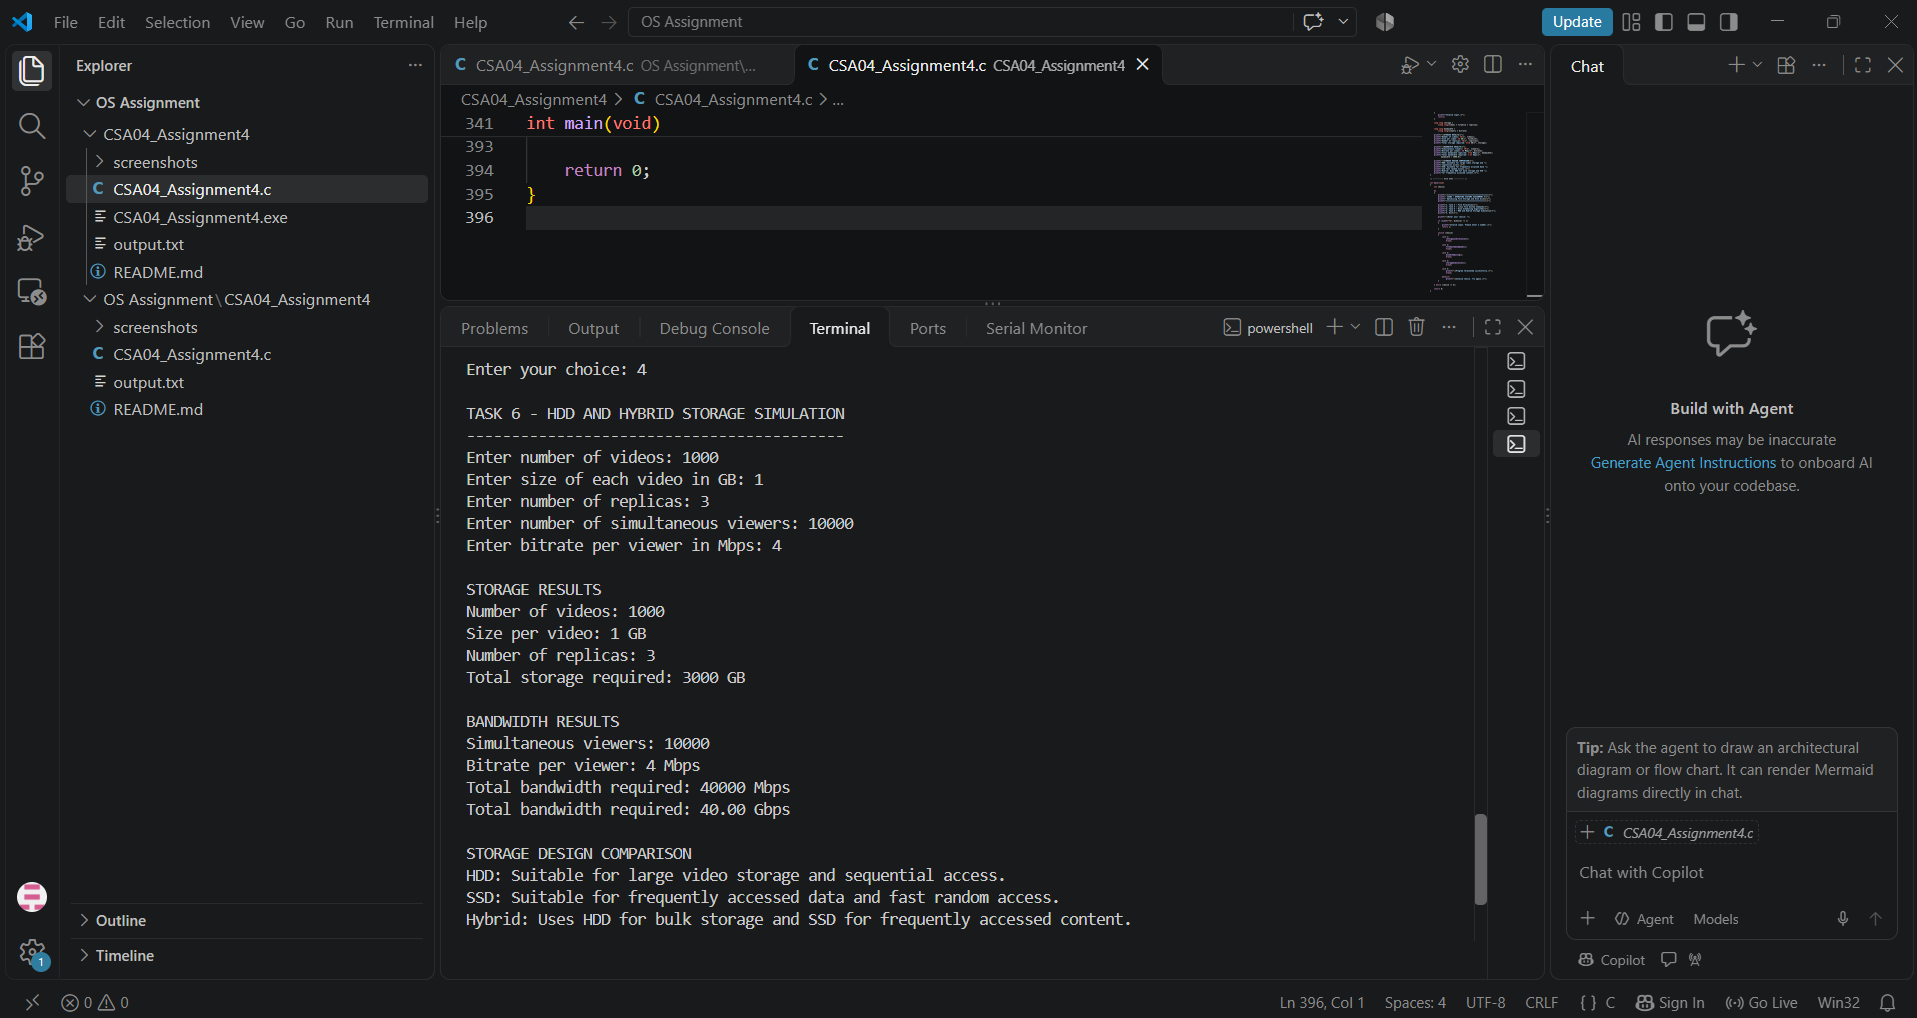 File Edit Selection View Go Run Terminal Help
OS Assignment
Update
Explorer
OS Assignment
CSA04_Assignment4
screenshots
C CSA04_Assignment4.c
CSA04_Assignment4.exe
output.txt
README.md
OS Assignment\CSA04_Assignment4
screenshots
C CSA04_Assignment4.c
output.txt
README.md
Outline
Timeline
1
C CSA04_Assignment4.c OS Assignment\...
C CSA04_Assignment4.c CSA04_Assignment4
CSA04_Assignment4 > C CSA04_Assignment4.c > ...
341 int main(void)
393
394 return 0;
395 }
396
Problems Output Debug Console Terminal Ports Serial Monitor
powershell
Enter your choice: 4
TASK 6 - HDD AND HYBRID STORAGE SIMULATION
------------------------------------------
Enter number of videos: 1000
Enter size of each video in GB: 1
Enter number of replicas: 3
Enter number of simultaneous viewers: 10000
Enter bitrate per viewer in Mbps: 4
STORAGE RESULTS
Number of videos: 1000
Size per video: 1 GB
Number of replicas: 3
Total storage required: 3000 GB
BANDWIDTH RESULTS
Simultaneous viewers: 10000
Bitrate per viewer: 4 Mbps
Total bandwidth required: 40000 Mbps
Total bandwidth required: 40.00 Gbps
STORAGE DESIGN COMPARISON
HDD: Suitable for large video storage and sequential access.
SSD: Suitable for frequently accessed data and fast random access.
Hybrid: Uses HDD for bulk storage and SSD for frequently accessed content.
Chat
Build with Agent
AI responses may be inaccurate
Generate Agent Instructions to onboard AI
onto your codebase.
Tip: Ask the agent to draw an architectural
diagram or flow chart. It can render Mermaid
diagrams directly in chat.
C CSA04_Assignment4.c
Chat with Copilot
Agent Models
Copilot
0 0
Ln 396, Col 1 Spaces: 4 UTF-8 CRLF {} C Sign In Go Live Win32